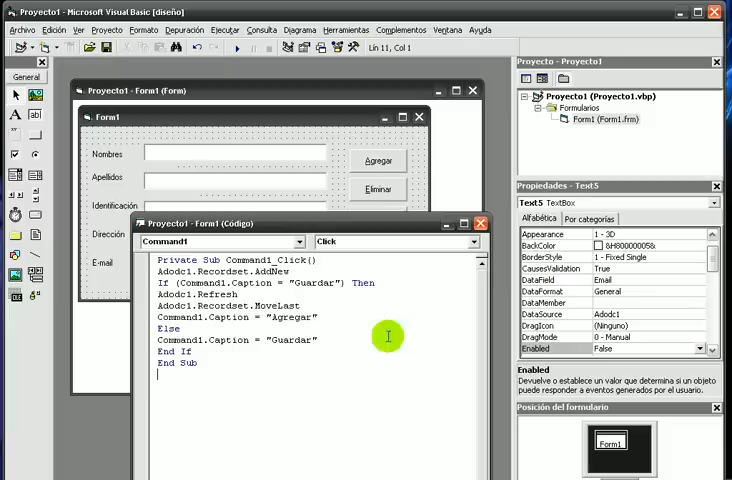 Proyecto1 - Microsoft Visual Basic [diseño]
Archivo Edición Ver Proyecto Formato Depuración Ejecutar Consulta Diagrama Herramientas Complementos Ventana Ayuda
Lín 11, Col 1
General
Proyecto1 - Form1 (Form)
Form1
Nombres
Agregar
Apellidos
Eliminar
Identificación
Dirección
E-mail
Proyecto1 - Form1 (Código)
Command1
Click
Private Sub Command1_Click()
Adodc1.Recordset.AddNew
If (Command1.Caption = "Guardar") Then
Adodc1.Refresh
Adodc1.Recordset.MoveLast
Command1.Caption = "Agregar"
Else
Command1.Caption = "Guardar"
End If
End Sub
Proyecto - Proyecto1
Proyecto1 (Proyecto1.vbp)
Formularios
Form1 (Form1.frm)
Propiedades - Text5
Text5 TextBox
Alfabética Por categorías
Appearance 1 - 3D
BackColor &H80000005&
BorderStyle 1 - Fixed Single
CausesValidation True
DataField Email
DataFormat General
DataMember
DataSource Adodc1
DragIcon (Ninguno)
DragMode 0 - Manual
Enabled False
Enabled
Devuelve o establece un valor que determina si un objeto
puede responder a eventos generados por el usuario.
Posición del formulario
Form1